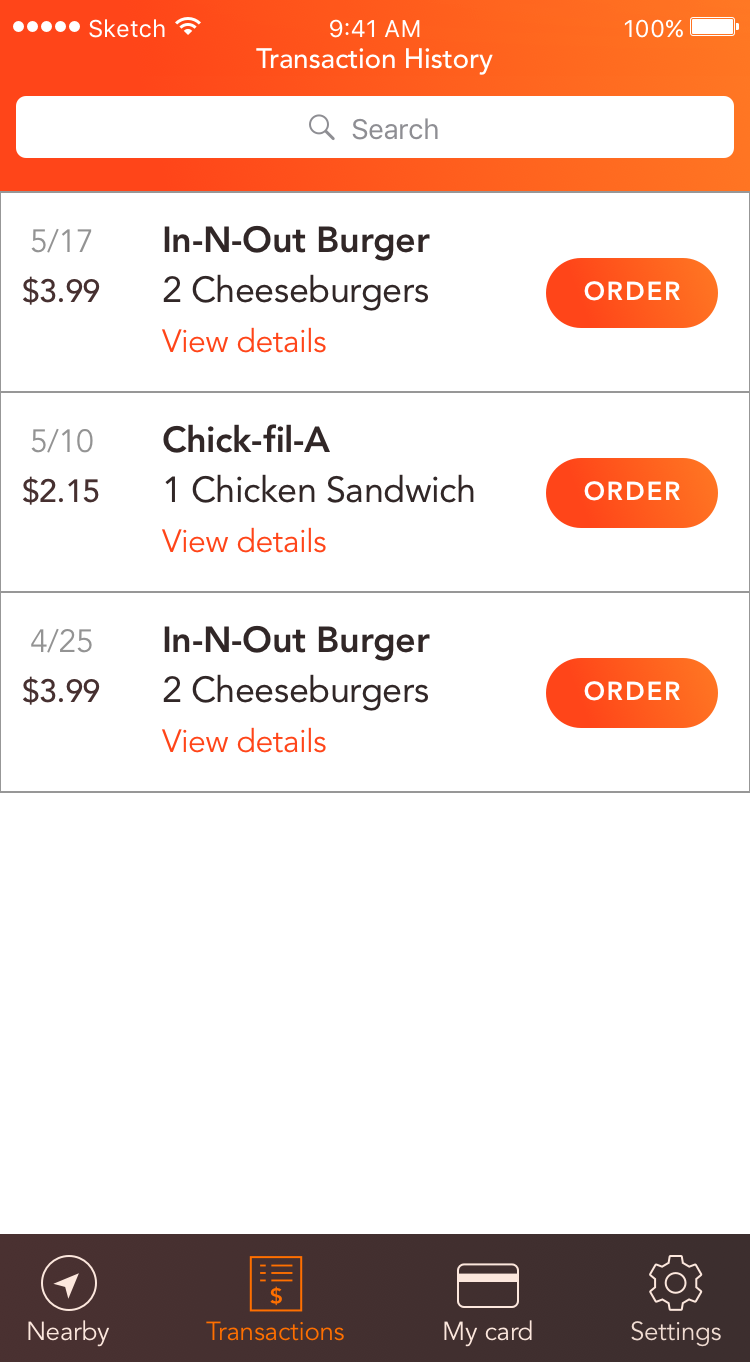 Sketch 9:41 AM 100%
Transaction History
Search
5/17 In-N-Out Burger
$3.99 2 Cheeseburgers
ORDER
View details
5/10 Chick-fil-A
$2.15 1 Chicken Sandwich
ORDER
View details
4/25 In-N-Out Burger
$3.99 2 Cheeseburgers
ORDER
View details
$
Nearby Transactions My card Settings